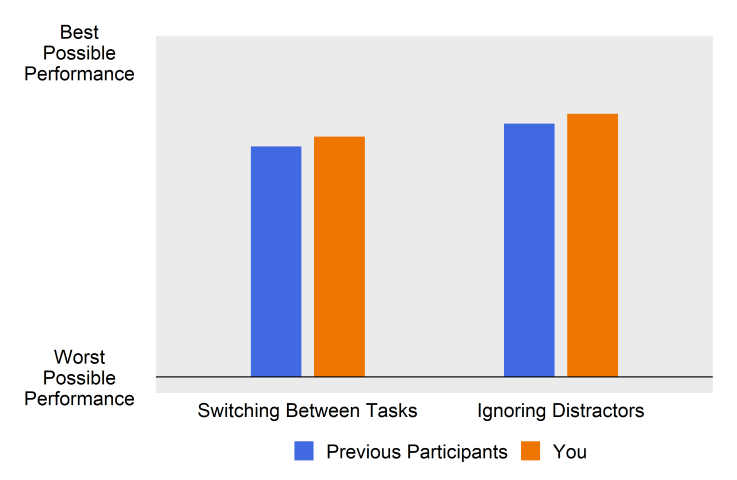 Best
Possible
Performance
Worst
Possible
Performance
Switching Between Tasks
Ignoring Distractors
Previous Participants
You